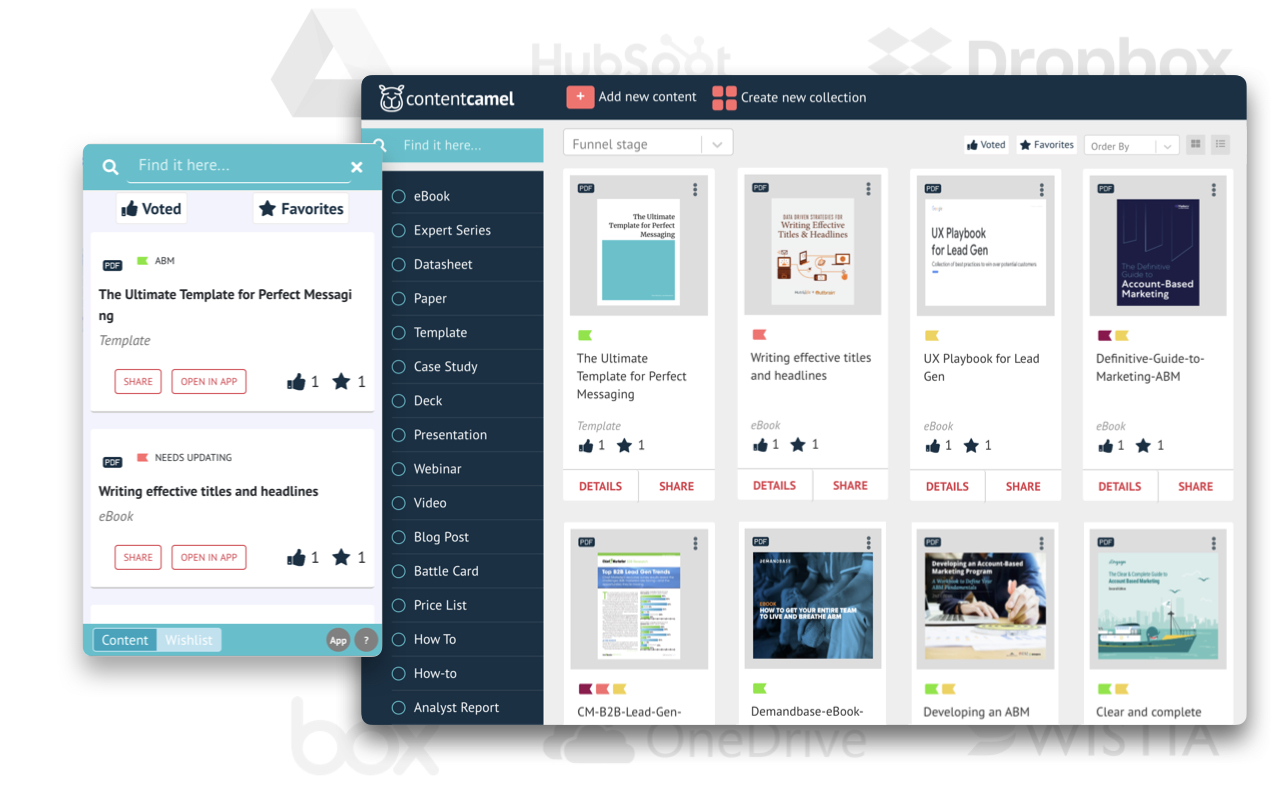 HubSpot
Dropbox
contentcamel
+ Add new content
Create new collection
Find it here...
Voted
Favorites
PDF
ABM
The Ultimate Template for Perfect Messagi
ng
Template
SHARE
OPEN IN APP
1
1
PDF
NEEDS UPDATING
Writing effective titles and headlines
eBook
SHARE
OPEN IN APP
1
1
Content
Wishlist
App
?
Find it here...
eBook
Expert Series
Datasheet
Paper
Template
Case Study
Deck
Presentation
Webinar
Video
Blog Post
Battle Card
Price List
How To
How-to
Analyst Report
Funnel stage
Voted
Favorites
Order By
PDF
The Ultimate
Template for Perfect
Messaging
The Ultimate
Template for Perfect
Messaging
Template
1
1
DETAILS
SHARE
PDF
DATA DRIVEN STRATEGIES FOR
Writing Effective
Titles & Headlines
HubSpot + Outbrain
Writing effective titles
and headlines
eBook
1
1
DETAILS
SHARE
PDF
Google
UX Playbook
for Lead Gen
Collection of best practices to win over potential customers
UX Playbook for Lead
Gen
eBook
1
1
DETAILS
SHARE
PDF
The Definitive
Guide to
Account-Based
Marketing
Definitive-Guide-to-
Marketing-ABM
eBook
1
1
DETAILS
SHARE
PDF
Top B2B Lead Gen Trends
CM-B2B-Lead-Gen-
PDF
DEMANDBASE
EBOOK
HOW TO GET YOUR ENTIRE TEAM
TO LIVE AND BREATHE ABM
Demandbase-eBook-
PDF
Developing an Account-Based
Marketing Program
A Workbook to Define Your
ABM Fundamentals
Developing an ABM
PDF
Engagio
The Clear & Complete Guide to
Account Based Marketing
Clear and complete
box
OneDrive
WISTIA